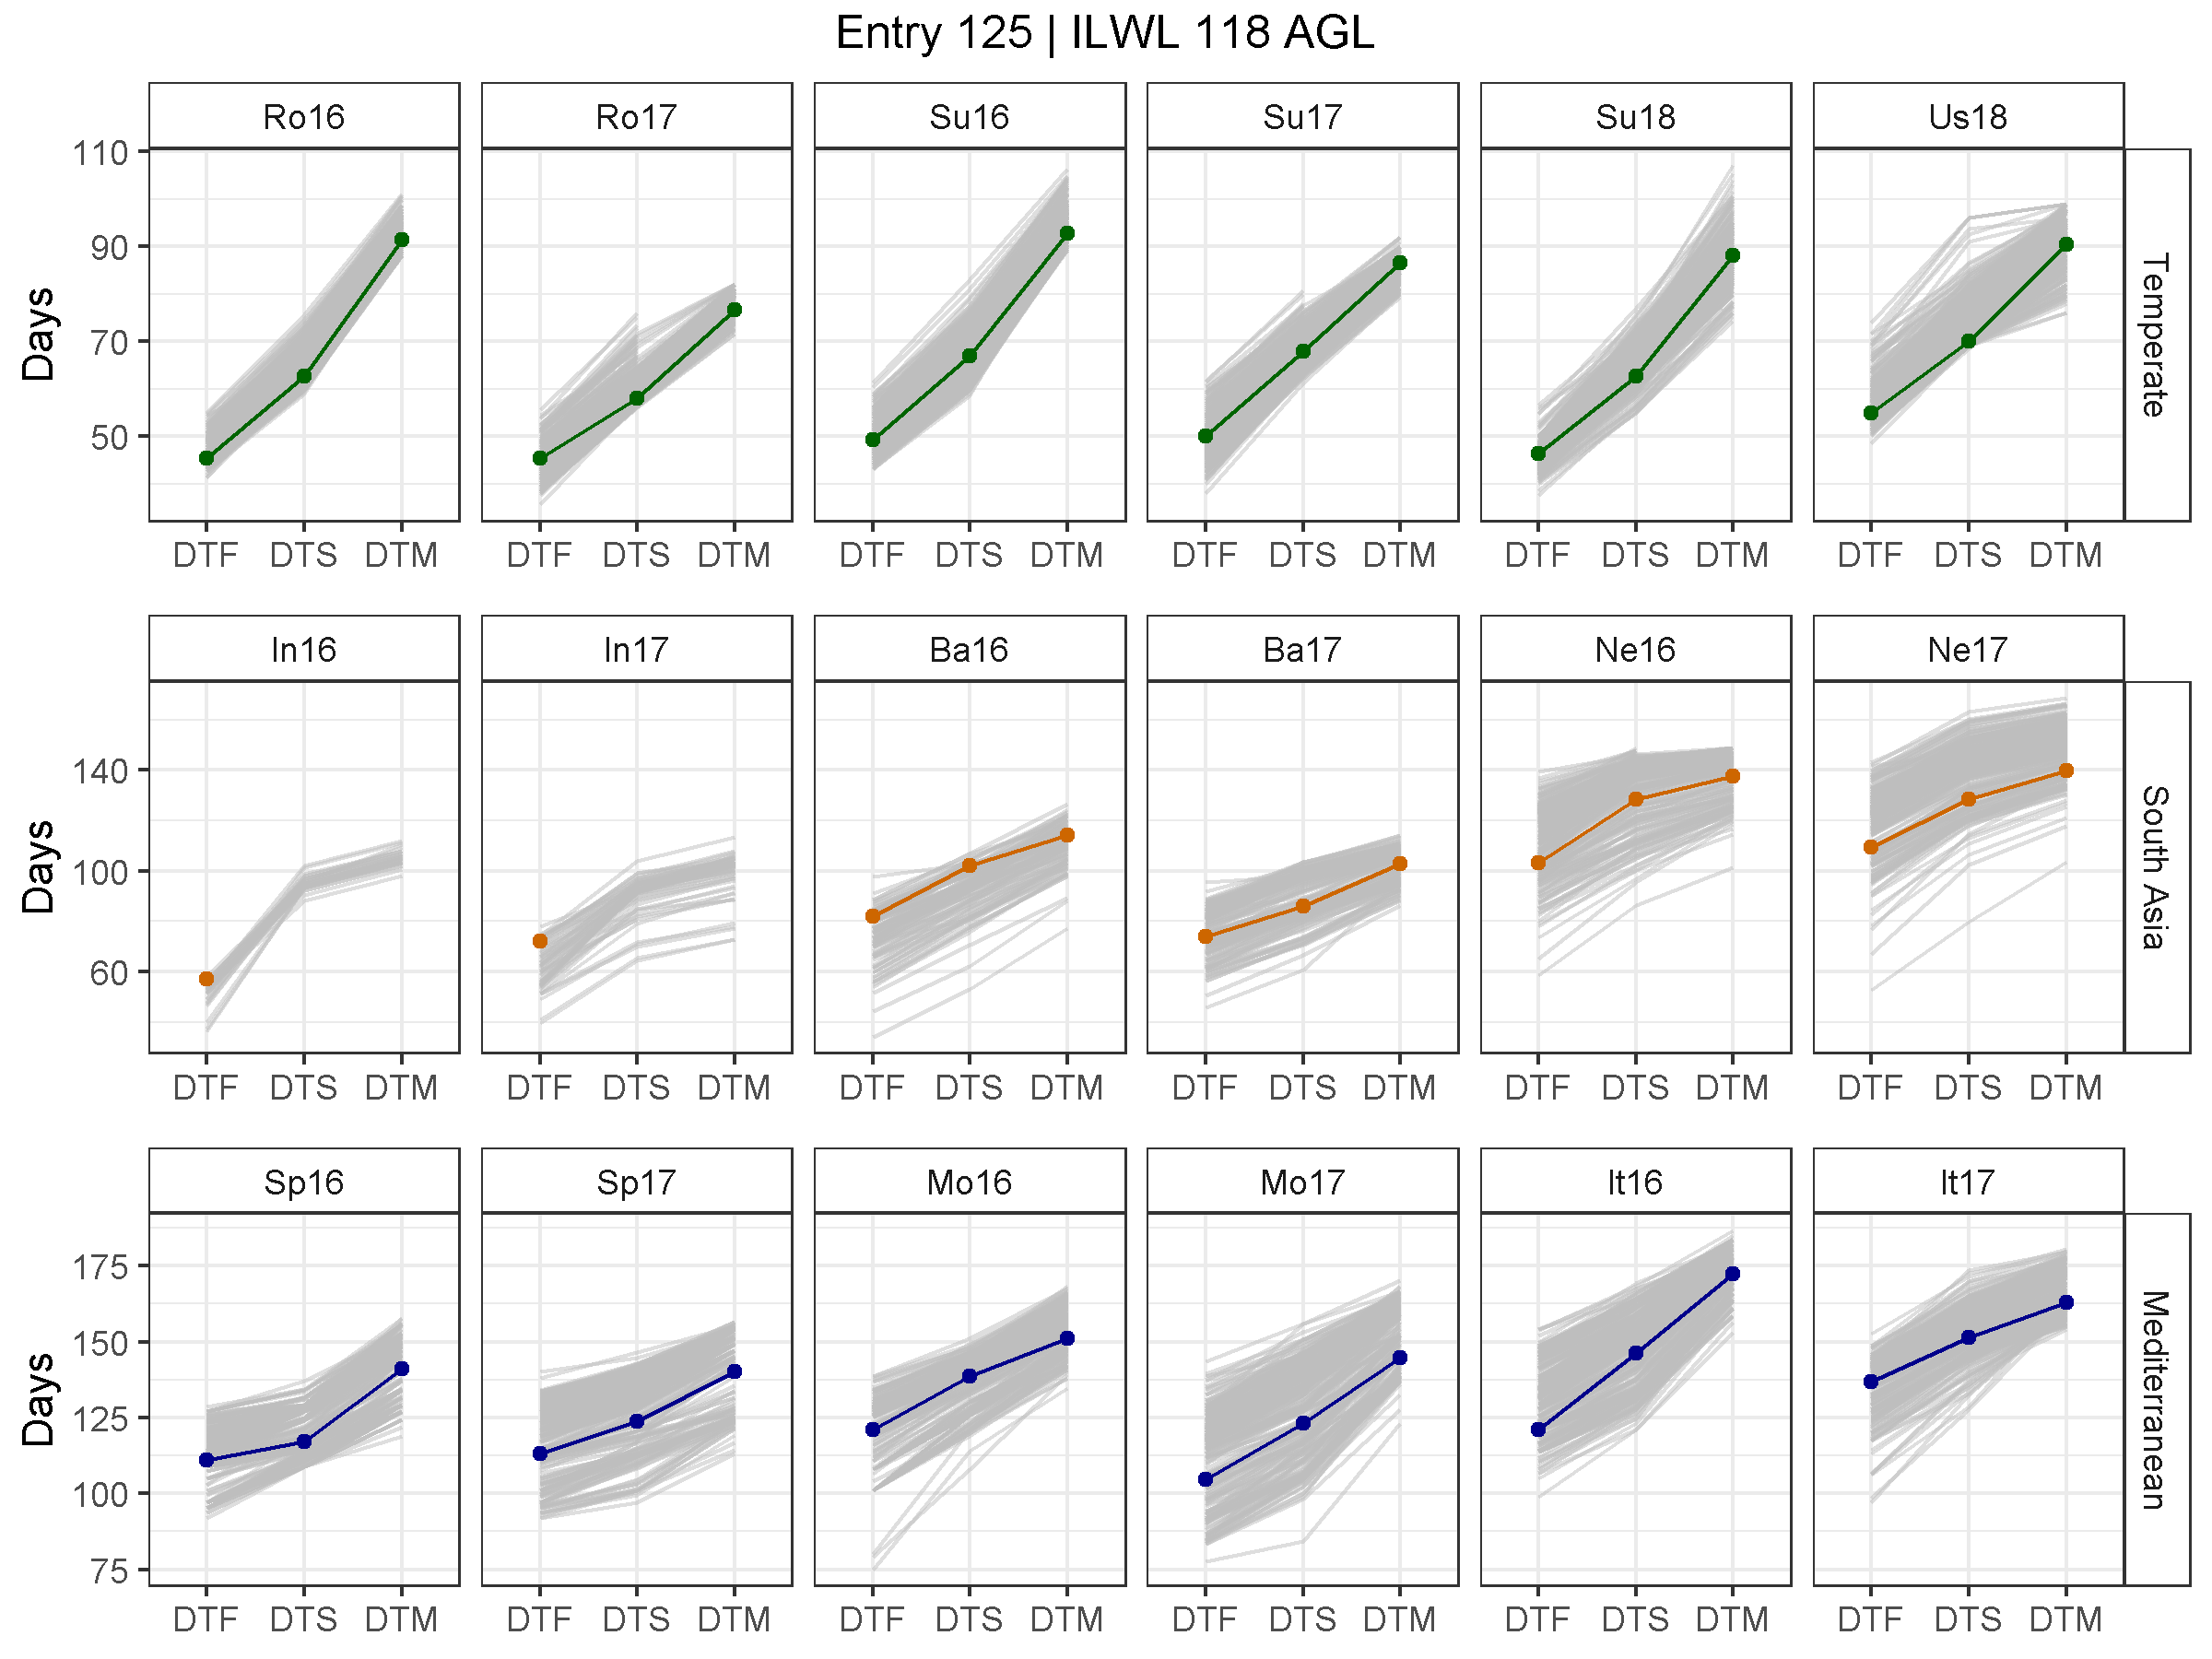 Entry 125 | ILWL 118 AGL
Ro16 Ro17 Su16 Su17 Su18 Us18
110
90
70
50
Days
Temperate
DTF DTS DTM DTF DTS DTM DTF DTS DTM DTF DTS DTM DTF DTS DTM DTF DTS DTM
In16 In17 Ba16 Ba17 Ne16 Ne17
140
100
60
Days
South Asia
DTF DTS DTM DTF DTS DTM DTF DTS DTM DTF DTS DTM DTF DTS DTM DTF DTS DTM
Sp16 Sp17 Mo16 Mo17 It16 It17
175
150
125
100
75
Days
Mediterranean
DTF DTS DTM DTF DTS DTM DTF DTS DTM DTF DTS DTM DTF DTS DTM DTF DTS DTM